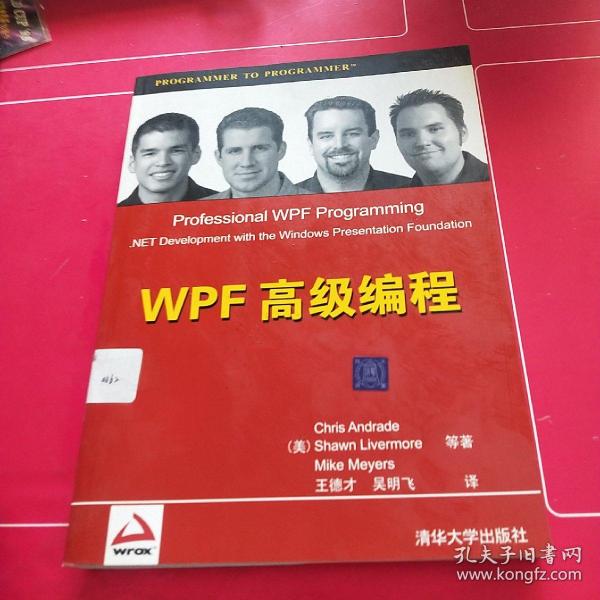 PROGRAMMER TO PROGRAMMER™
Professional WPF Programming
.NET Development with the Windows Presentation Foundation
WPF 高级编程
Chris Andrade
(美) Shawn Livermore 等著
Mike Meyers
王德才 吴明飞 译
wrox™
清华大学出版社
孔夫子旧书网
www.kongfz.com